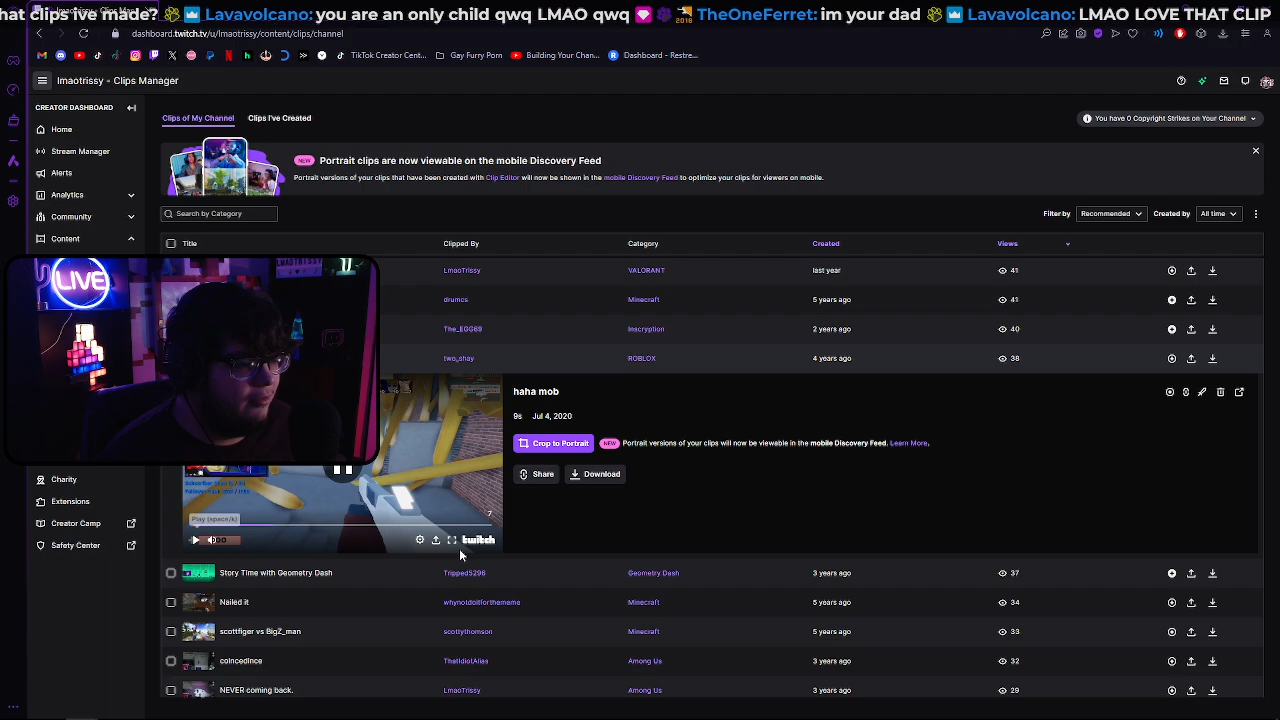 hat clips ive made? Lavavolcano: you are an only child qwq LMAO qwq 2018 TheOneFerret: im your dad Lavavolcano: LMAO LOVE THAT CLIP
dashboard.twitch.tv/u/lmaotrissy/content/clips/channel
TikTok Creator Cent... Gay Furry Porn Building Your Chan... Dashboard - Restre...
lmaotrissy - Clips Manager
CREATOR DASHBOARD
Home
Stream Manager
Alerts
Analytics
Community
Content
LIVE
Charity
Extensions
Creator Camp
Safety Center
Clips of My Channel Clips I've Created
You have 0 Copyright Strikes on Your Channel
NEW Portrait clips are now viewable on the mobile Discovery Feed
Portrait versions of your clips that have been created with Clip Editor will now be shown in the mobile Discovery Feed to optimize your clips for viewers on mobile.
Search by Category
Filter by Recommended Created by All time
Title Clipped By Category Created Views
LmaoTrissy VALORANT last year 41
drumcs Minecraft 5 years ago 41
The_EGG69 Inscryption 2 years ago 40
two_shay ROBLOX 4 years ago 38
haha mob
9s Jul 4, 2020
Crop to Portrait NEW Portrait versions of your clips will now be viewable in the mobile Discovery Feed. Learn More.
Share Download
7
Play (space/k)
twitch
Story Time with Geometry Dash Tripped5296 Geometry Dash 3 years ago 37
Nailed it whynotdoitforthememe Minecraft 5 years ago 34
scottfiger vs BigZ_man scottythomson Minecraft 5 years ago 33
coincedince ThatIdiotAlias Among Us 3 years ago 32
NEVER coming back. LmaoTrissy Among Us 3 years ago 29